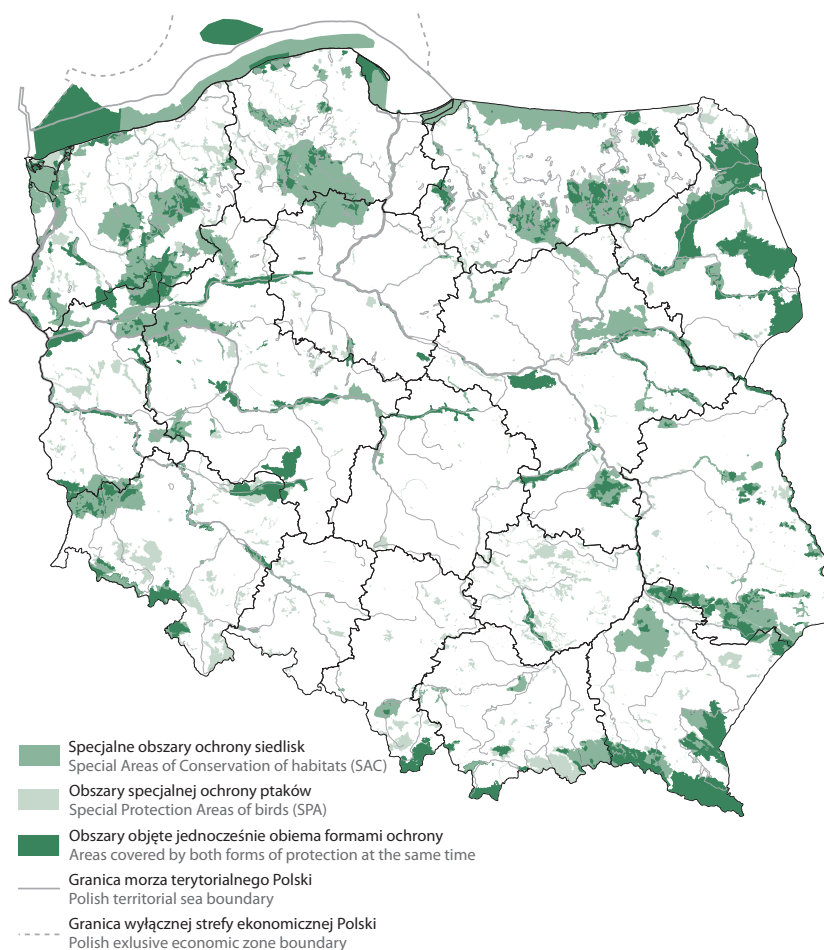 Specjalne obszary ochrony siedlisk
Special Areas of Conservation of habitats (SAC)
Obszary specjalnej ochrony ptaków
Special Protection Areas of birds (SPA)
Obszary objęte jednocześnie obiema formami ochrony
Areas covered by both forms of protection at the same time
Granica morza terytorialnego Polski
Polish territorial sea boundary
Granica wyłącznej strefy ekonomicznej Polski
Polish exlusive economic zone boundary